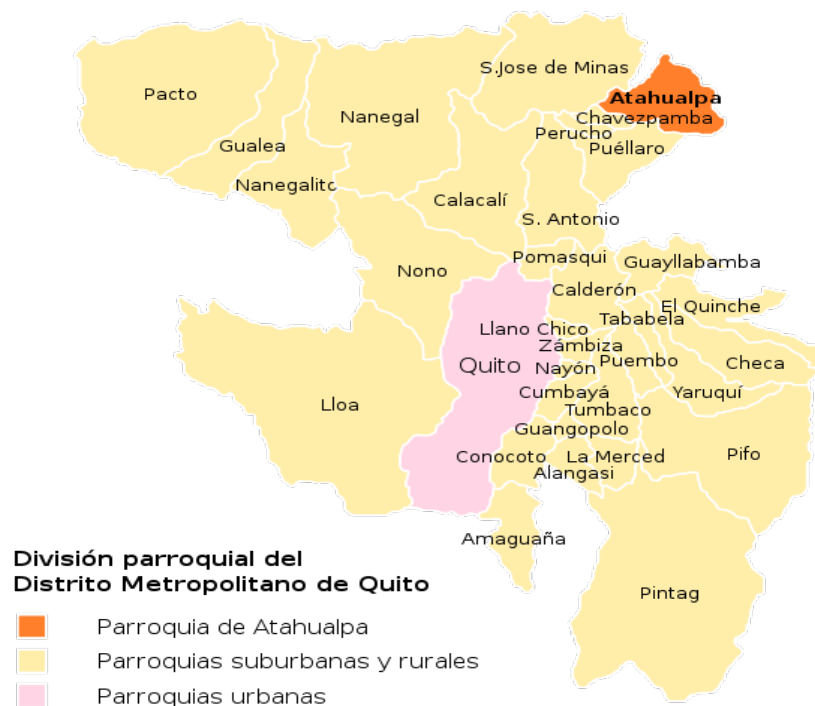 S.Jose de Minas
Pacto
Atahualpa
Nanegal
Chavezpamba
Perucho
Gualea
Puéllaro
Nanegalito
Calacalí
S. Antonio
Pomasqui
Guayllabamba
Nono
Calderón
El Quinche
Tababela
Llano Chico
Zámbiza
Puembo
Checa
Quito
Nayón
Cumbayá
Yaruquí
Lloa
Tumbaco
Guangopolo
Conocoto
La Merced
Pifo
Alangasi
Amaguaña
Pintag
División parroquial del
Distrito Metropolitano de Quito
Parroquia de Atahualpa
Parroquias suburbanas y rurales
Parroquias urbanas